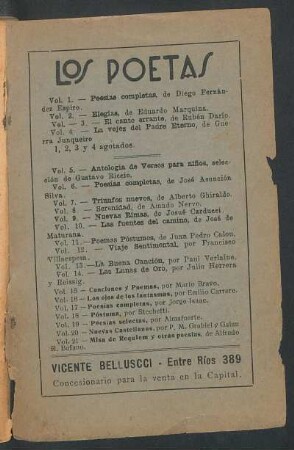 LOS POETAS
Vol. 1. — Poesías completas, de Diego Fernán-
dez Espiro.
Vol. 2. — Elegías, de Eduardo Marquina.
Vol. — 3. — El canto errante, de Rubén Darío.
Vol. 4 — La vejez del Padre Eterno, de Gue-
rra Junqueiro
1, 2, 3 y 4 agotados.
Vol. 5. — Antología de Versos para niños, selec-
ción de Gustavo Riccio.
Vol. 6. — Poesías completas, de José Asunción
Silva.
Vol. 7. — Triunfos nuevos, de Alberto Ghiraldo.
Vol. 8 — Serenidad, de Amado Nervo.
Vol. 9. — Nuevas Rimas, de Josué Carducci
Vol. 10. — Las fuentes del camino, de José de
Maturana.
Vol. 11. — Poemas Póstumos, de Juan Pedro Calou.
Vol. 12. — Viaje Sentimental, por Francisco
Villaespesa.
Vol. 13 — La Buena Canción, por Paul Verlaine.
Vol. 14 — Las Lunas de Oro, por Julio Herrera
y Reissig.
Vol. 15 — Canciones y Poemas, por Mario Bravo.
Vol. 16 — Los ojos de los fantasmas, por Emilio Carrere.
Vol. 17 — Poesías completas, por Jorge Isaac.
Vol. 18 — Póstuma, por Stechetti.
Vol. 19 — Poesías selectas, por Almafuerte.
Vol. 20 — Nuevas Castellanas, por P. M. Gabriel y Galán
Vol. 21 — Misa de Requiem y otros poemas, de Alfredo
R. Bufano.
VICENTE BELLUSCCI - Entre Ríos 389
Concesionario para la venta en la Capital.